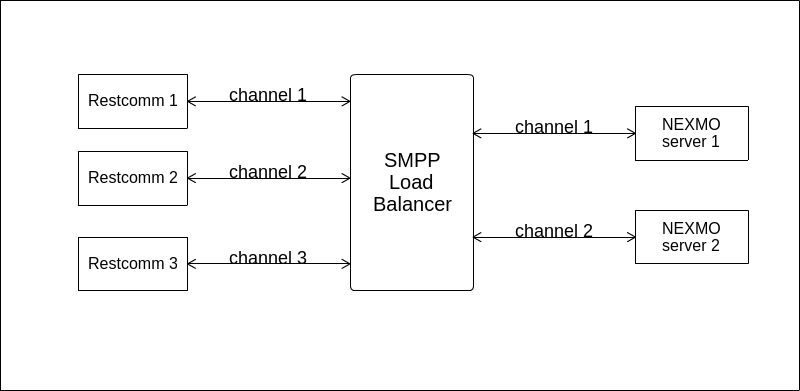 Restcomm 1
channel 1
Restcomm 2
channel 2
Restcomm 3
channel 3
SMPP
Load
Balancer
channel 1
NEXMO
server 1
channel 2
NEXMO
server 2